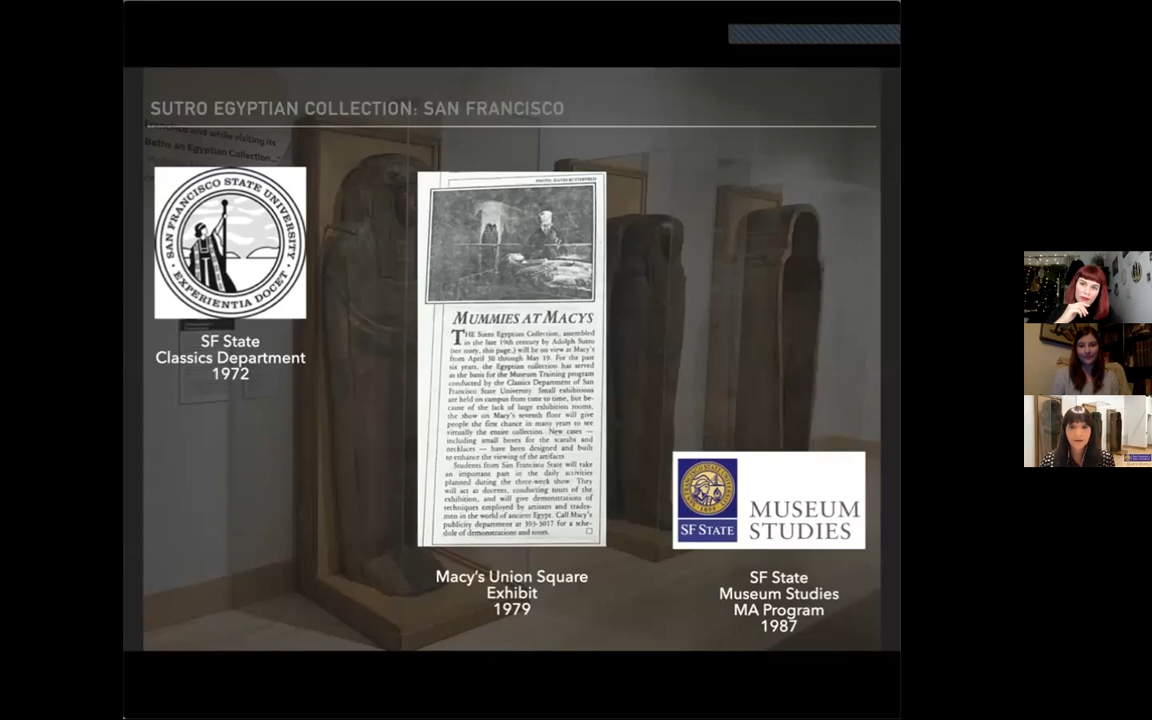 SUTRO EGYPTIAN COLLECTION: SAN FRANCISCO
Francisco and while visiting its
Baths an Egyptian Collection..."
SAN FRANCISCO STATE UNIVERSITY
EXPERIENTIA DOCET
SF State
Classics Department
1972
MUMMIES AT MACYS
THE Sutro Egyptian Collection, assembled
in the late 19th century by Adolph Sutro
(see story, this page,) will be on view at Macy's
from April 30 through May 19. For the past
six years, the Egyptian collection has served
as the basis for the Museum Training program
conducted by the Classics Department of San
Francisco State University. Small exhibitions
are held on campus from time to time, but be-
cause of the lack of large exhibition rooms,
the show on Macy's seventh floor will give
people the first chance in many years to see
virtually the entire collection. New cases —
including small boxes for the scarabs and
necklaces — have been designed and built
to enhance the viewing of the artifacts.
Students from San Francisco State will take
an important part in the daily activities
planned during the three-week show. They
will act as docents, conducting tours of the
exhibition, and will give demonstrations of
techniques employed by artisans and trades-
men in the world of ancient Egypt. Call Macy's
publicity department at 393-3017 for a sche-
dule of demonstrations and tours.
Macy's Union Square
Exhibit
1979
SF STATE
MUSEUM
STUDIES
SF State
Museum Studies
MA Program
1987